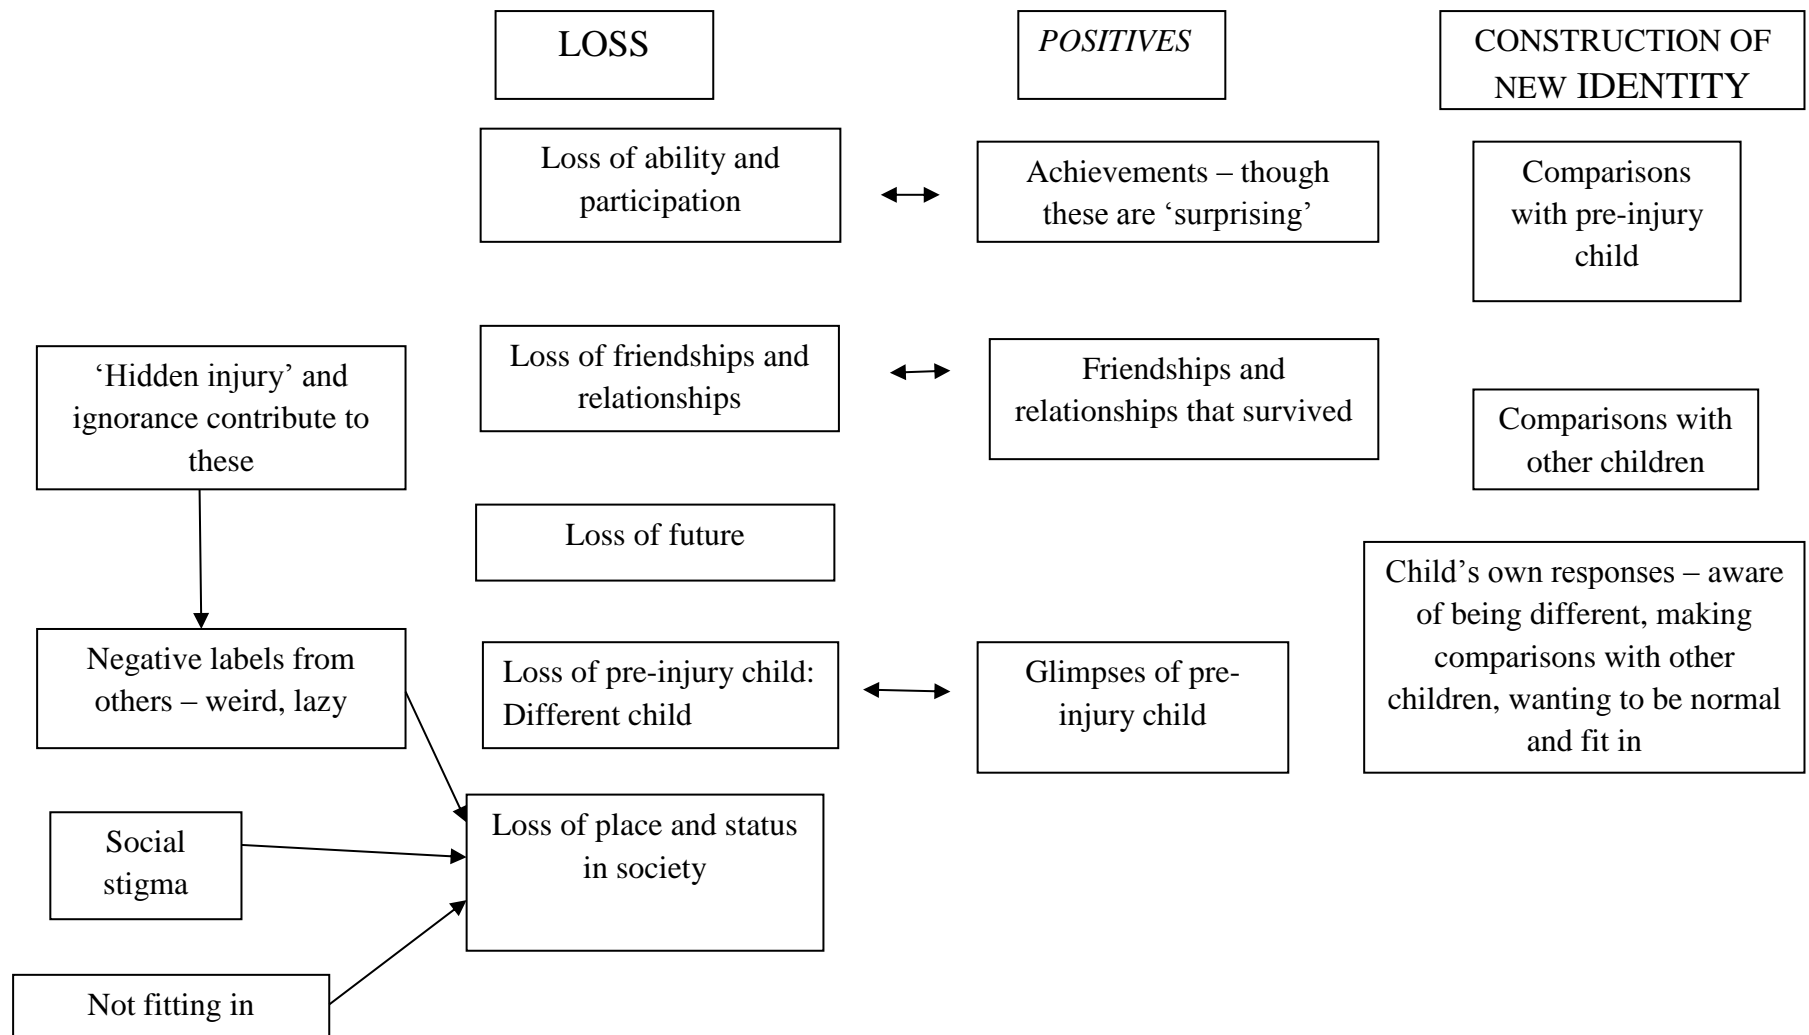 LOSS
POSITIVES
CONSTRUCTION OF
NEW IDENTITY
Loss of ability and
participation
Achievements – though
these are ‘surprising’
Comparisons
with pre-injury
child
‘Hidden injury’ and
ignorance contribute to
these
Loss of friendships and
relationships
Friendships and
relationships that survived
Comparisons with
other children
Loss of future
Child’s own responses – aware
of being different, making
comparisons with other
children, wanting to be normal
and fit in
Negative labels from
others – weird, lazy
Loss of pre-injury child:
Different child
Glimpses of pre-
injury child
Social
stigma
Loss of place and status
in society
Not fitting in